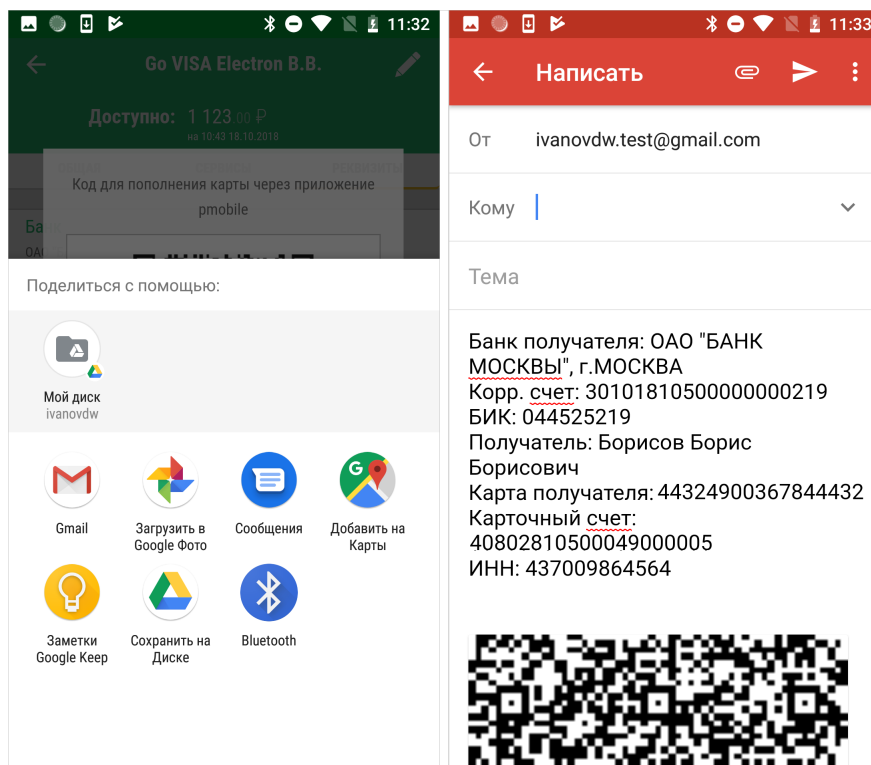 11:32
Go VISA Electron B.B.
Доступно: 1 123.00 ₽
на 10:43 18.10.2018
РЕКВИЗИТЫ
Код для пополнения карты через приложение
pmobile
Ба
ОА
Поделиться с помощью:
Мой диск
ivanovdw
Gmail
Загрузить в
Google Фото
Сообщения
Добавить на
Карты
Заметки
Google Keep
Сохранить на
Диске
Bluetooth
11:33
Написать
От ivanovdw.test@gmail.com
Кому
Тема
Банк получателя: ОАО "БАНК
МОСКВЫ", г.МОСКВА
Корр. счет: 30101810500000000219
БИК: 044525219
Получатель: Борисов Борис
Борисович
Карта получателя: 44324900367844432
Карточный счет:
40802810500049000005
ИНН: 437009864564